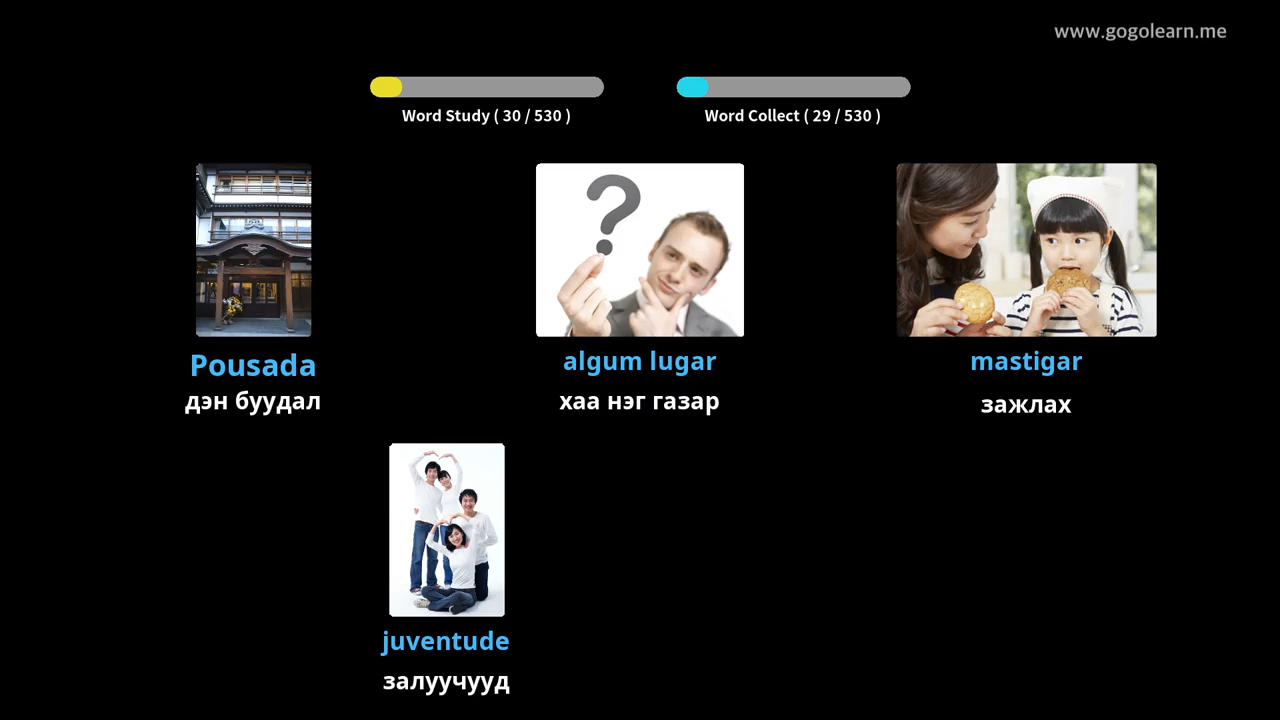 www.gogolearn.me
Word Study ( 30 / 530 )
Word Collect ( 29 / 530 )
Pousada
дэн буудал
algum lugar
хаа нэг газар
mastigar
зажлах
juventude
залуучууд